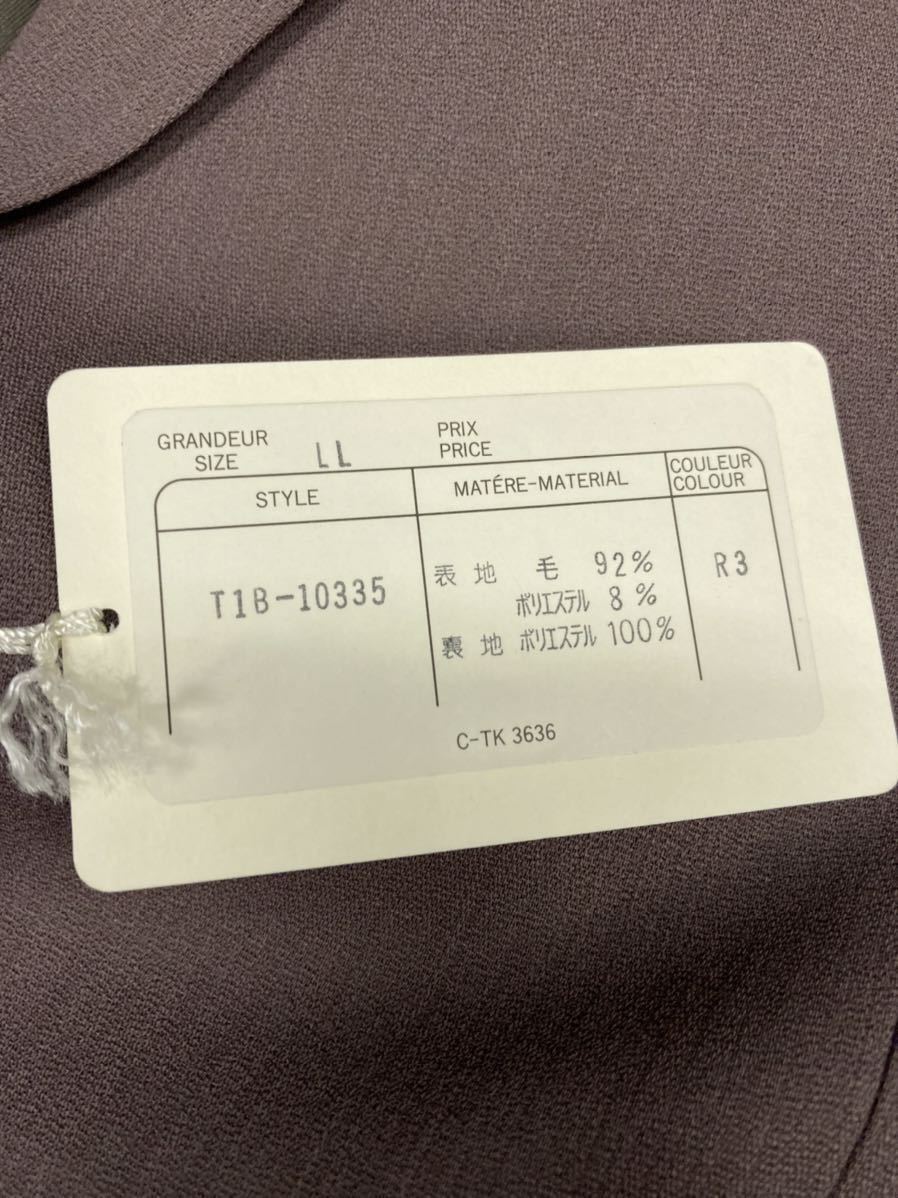 GRANDEUR
SIZE LL
PRIX
PRICE
STYLE
MATÉRE-MATERIAL
COULEUR
COLOUR
T1B-10335
表地 毛 92%
ポリエステル 8%
裏地 ポリエステル 100%
R3
C-TK 3636